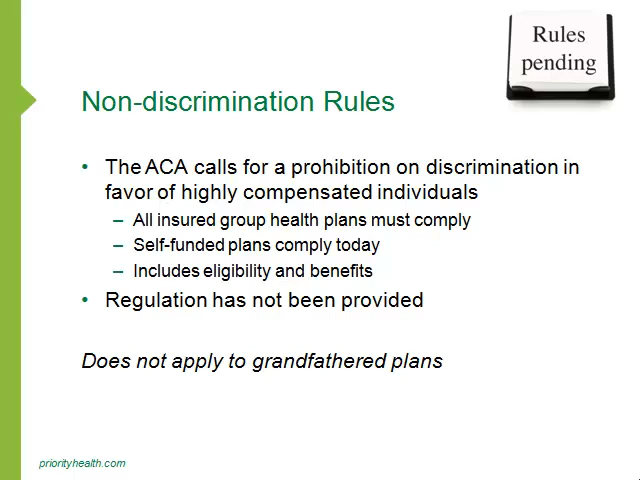 Rules
pending
Non-discrimination Rules
• The ACA calls for a prohibition on discrimination in
favor of highly compensated individuals
– All insured group health plans must comply
– Self-funded plans comply today
– Includes eligibility and benefits
• Regulation has not been provided
Does not apply to grandfathered plans
priorityhealth.com